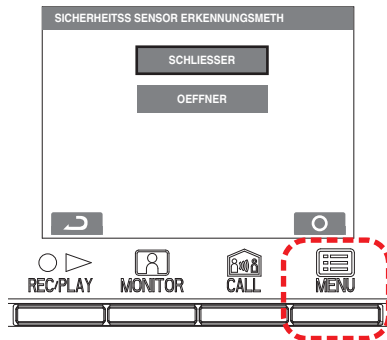 SICHERHEITSS SENSOR ERKENNUNGSMETH
SCHLIESSER
OEFFNER
REC/PLAY MONITOR CALL MENU